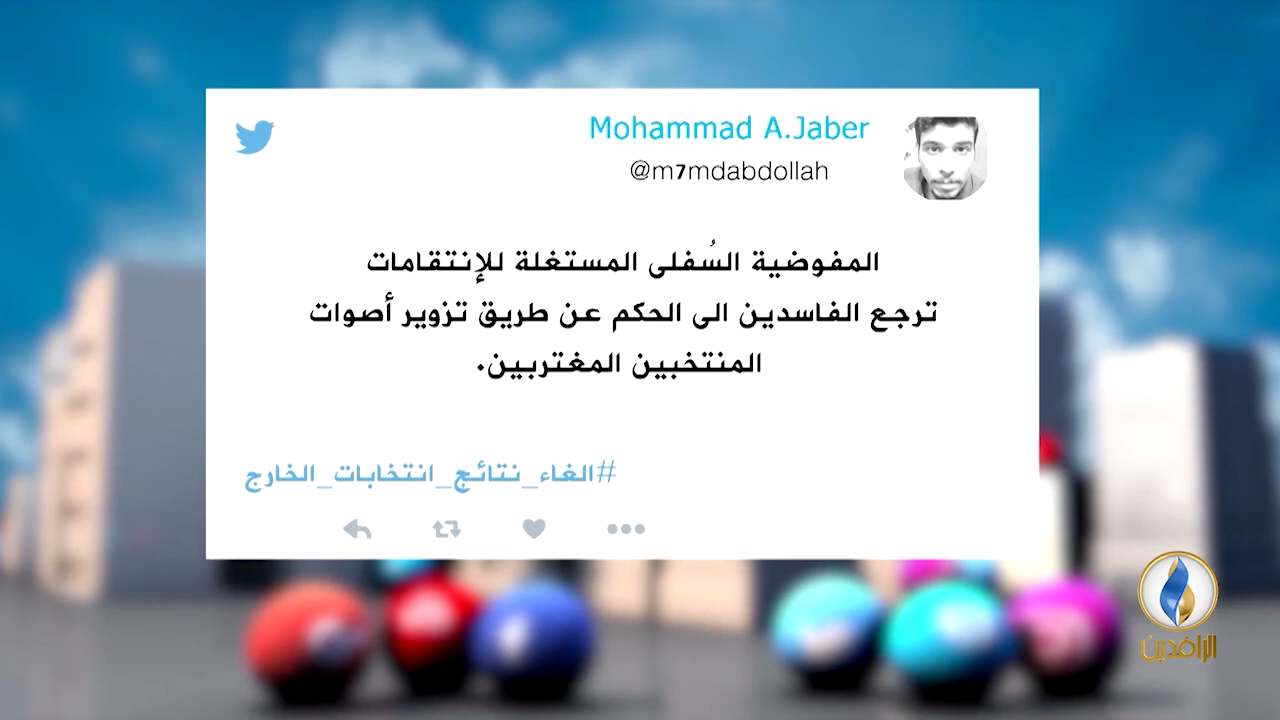 Mohammad A.Jaber
@m7mdabdollah
المفوضية السُفلى المستغلة للإنتقامات
ترجع الفاسدين الى الحكم عن طريق تزوير أصوات
المنتخبين المغتربين.
#الغاء_نتائج_انتخابات_الخارج
الرافدين